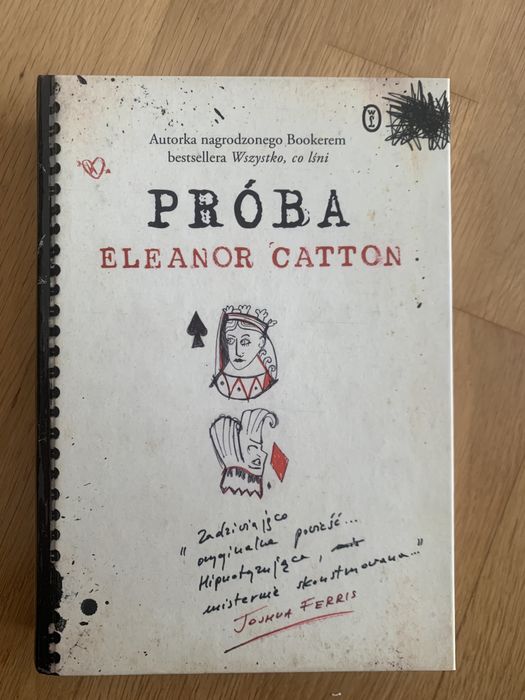 Autorka nagrodzonego Bookerem
bestsellera Wszystko, co lśni
PRÓBA
ELEANOR CATTON
"Zadziwiająco
oryginalna powieść...
Hipnotyzująca,
misternie skonstruowana..."
JOSHUA FERRIS